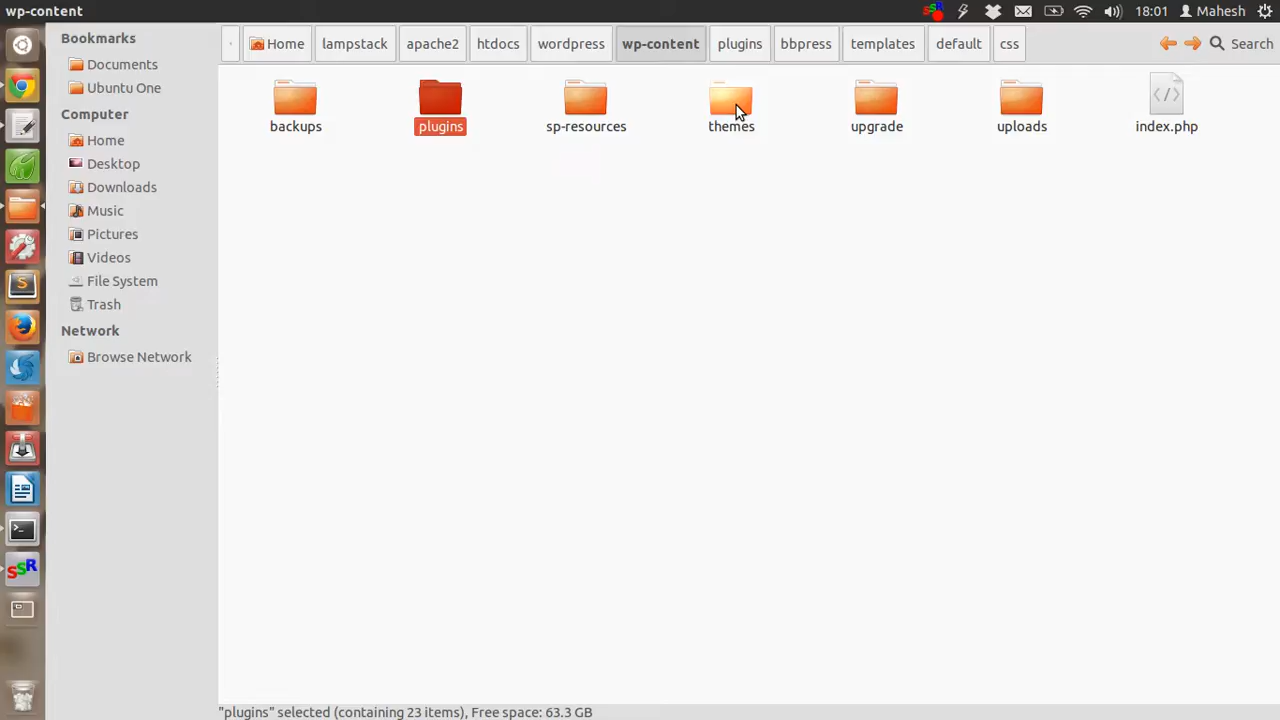 wp-content
18:01 Mahesh
Bookmarks
Documents
Ubuntu One
Computer
Home
Desktop
Downloads
Music
Pictures
Videos
File System
Trash
Network
Browse Network
Home lampstack apache2 htdocs wordpress wp-content plugins bbpress templates default css Search
backups plugins sp-resources themes upgrade uploads index.php
"plugins" selected (containing 23 items), Free space: 63.3 GB
SSR